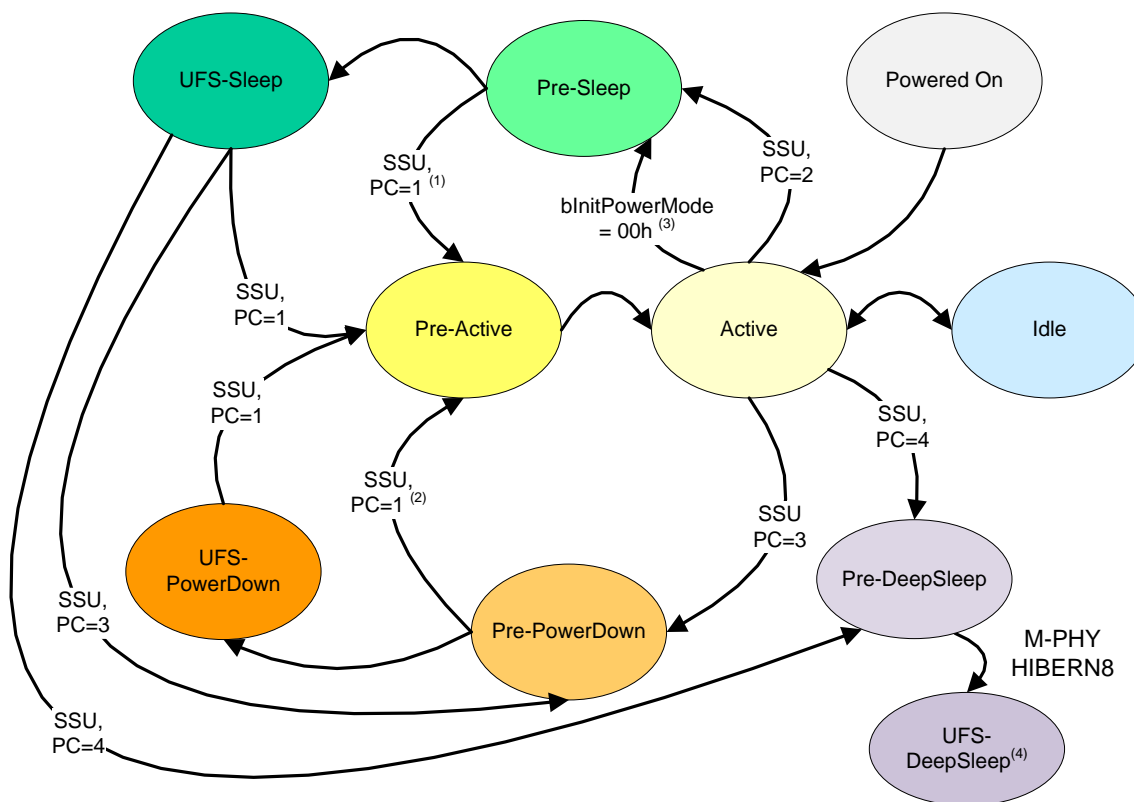 UFS-Sleep
Pre-Sleep
Powered On
SSU,
PC=1 (1)
SSU,
PC=2
bInitPowerMode
= 00h (3)
SSU,
PC=1
Pre-Active
Active
Idle
SSU,
PC=1
SSU,
PC=4
SSU,
PC=1 (2)
SSU
PC=3
UFS-
PowerDown
Pre-DeepSleep
SSU,
PC=3
Pre-PowerDown
M-PHY
HIBERN8
SSU,
PC=4
UFS-
DeepSleep(4)